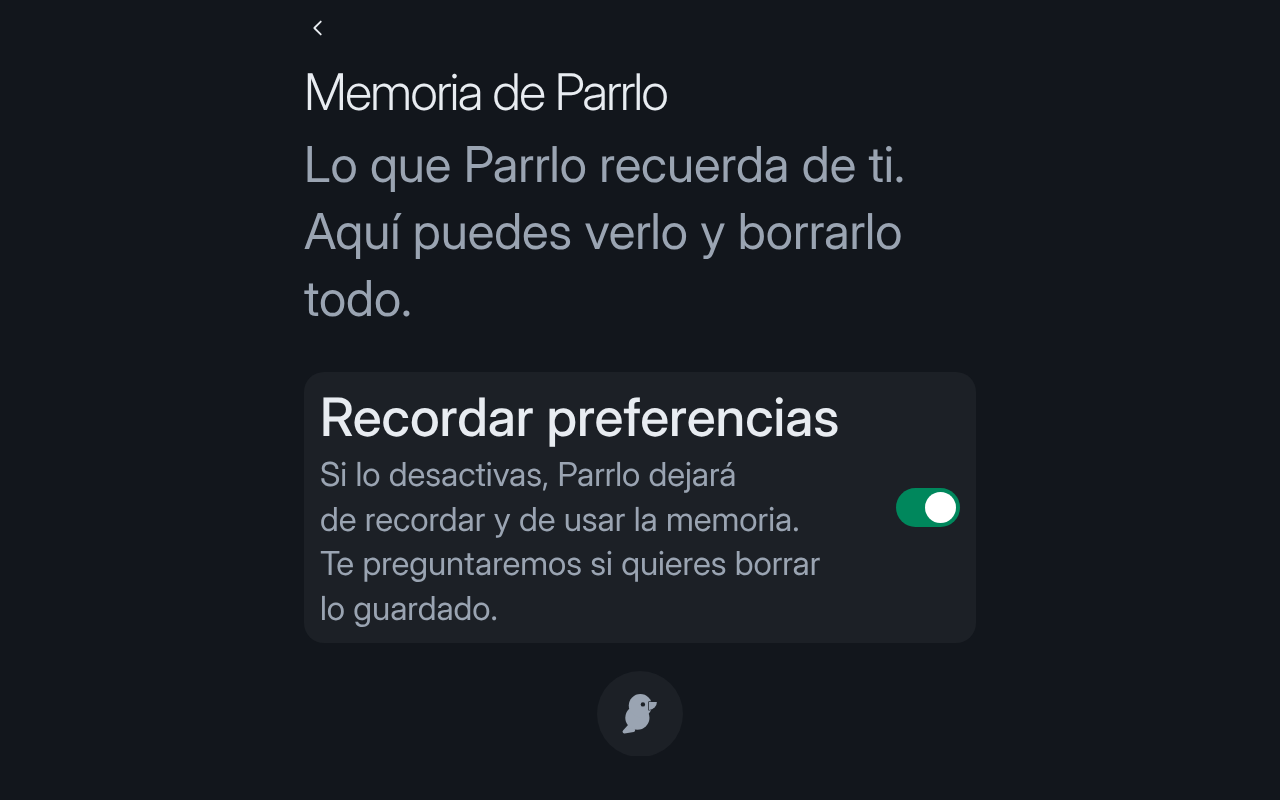 Memoria de Parrlo
Lo que Parrlo recuerda de ti.
Aquí puedes verlo y borrarlo
todo.
Recordar preferencias
Si lo desactivas, Parrlo dejará
de recordar y de usar la memoria.
Te preguntaremos si quieres borrar
lo guardado.